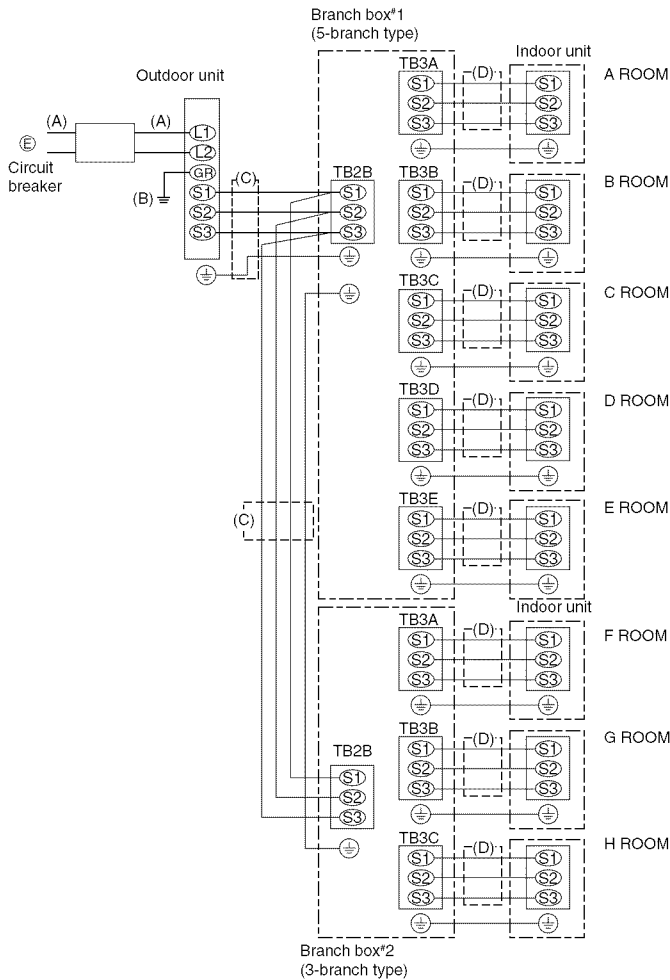 Branch box#1
(5-branch type)
Indoor unit
Outdoor unit
TB3A
(D)
A ROOM
S1
S1
S2
S2
S3
S3
(A)
(A)
L1
E
L2
Circuit
breaker
GR
(B)
S1
S2
S3
(C)
TB2B
S1
S2
S3
TB3B
(D)
B ROOM
S1
S1
S2
S2
S3
S3
TB3C
(D)
C ROOM
S1
S1
S2
S2
S3
S3
TB3D
(D)
D ROOM
S1
S1
S2
S2
S3
S3
(C)
TB3E
(D)
E ROOM
S1
S1
S2
S2
S3
S3
Indoor unit
TB3A
(D)
F ROOM
S1
S1
S2
S2
S3
S3
TB2B
S1
S2
S3
TB3B
(D)
G ROOM
S1
S1
S2
S2
S3
S3
TB3C
(D)
H ROOM
S1
S1
S2
S2
S3
S3
Branch box#2
(3-branch type)